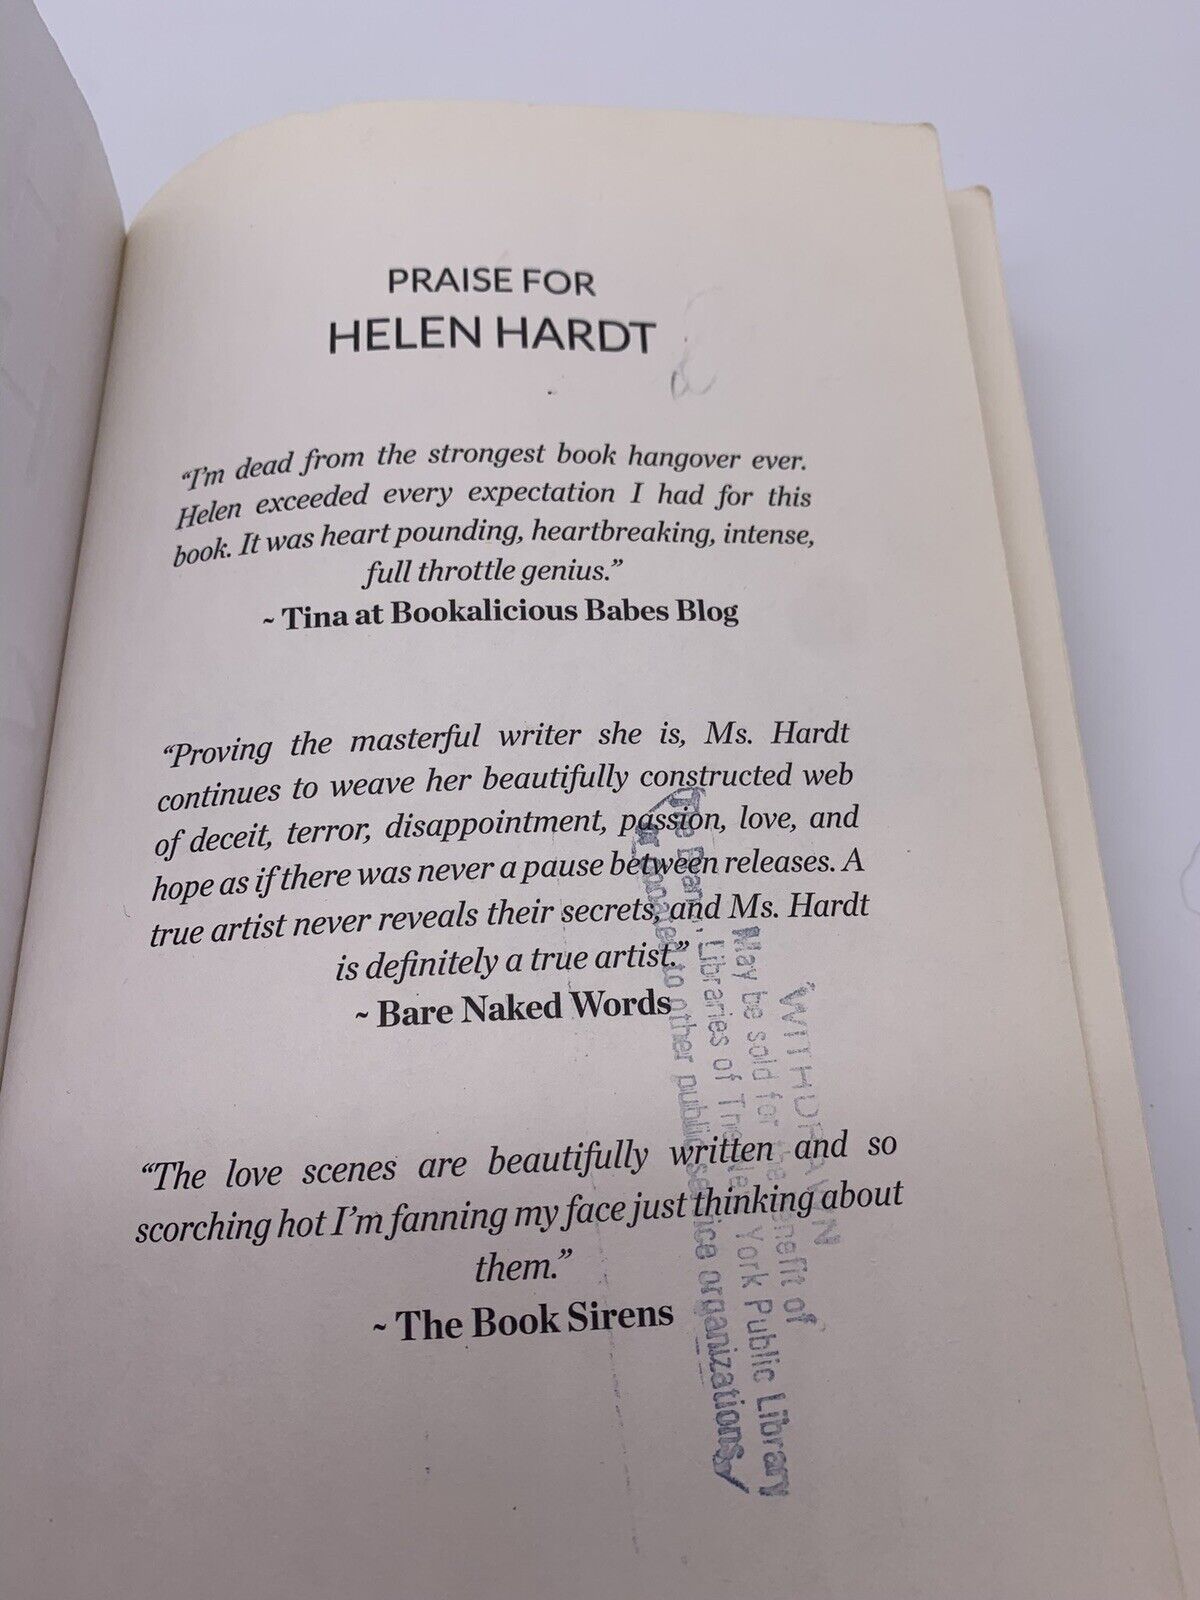 PRAISE FOR
HELEN HARDT
“I’m dead from the strongest book hangover ever.
Helen exceeded every expectation I had for this
book. It was heart pounding, heartbreaking, intense,
full throttle genius.”
~ Tina at Bookalicious Babes Blog
“Proving the masterful writer she is, Ms. Hardt
continues to weave her beautifully constructed web
of deceit, terror, disappointment, passion, love, and
hope as if there was never a pause between releases. A
true artist never reveals their secrets, and Ms. Hardt
is definitely a true artist.”
~ Bare Naked Words
“The love scenes are beautifully written and so
scorching hot I’m fanning my face just thinking about
them.”
~ The Book Sirens
WITHDRAWN
May be sold for the benefit of
The Branch Libraries of The New York Public Library
or donated to other public service organizations